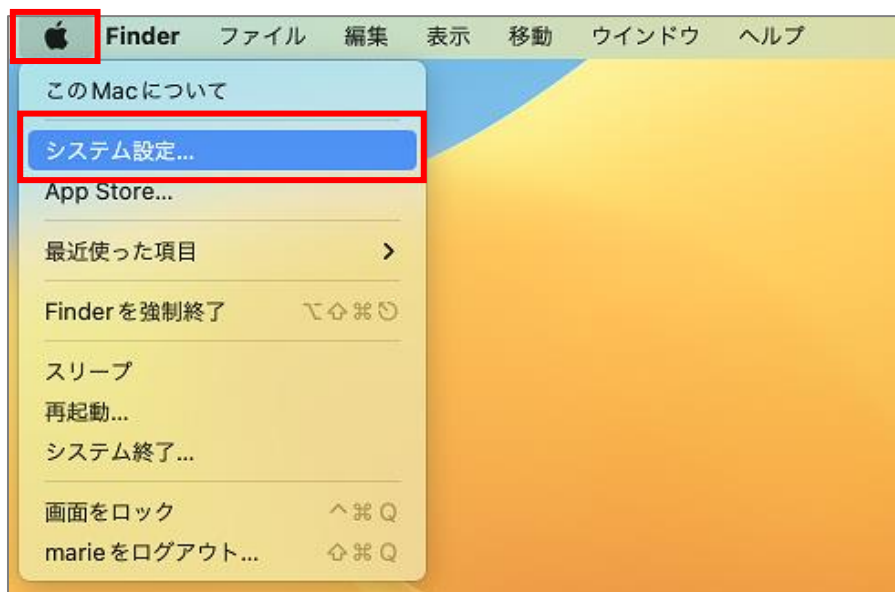 Finder ファイル 編集 表示 移動 ウインドウ ヘルプ
このMacについて
システム設定...
App Store...
最近使った項目
Finderを強制終了 ⌥⇧⌘⎋
スリープ
再起動...
システム終了...
画面をロック ^⌘Q
marieをログアウト... ⇧⌘Q